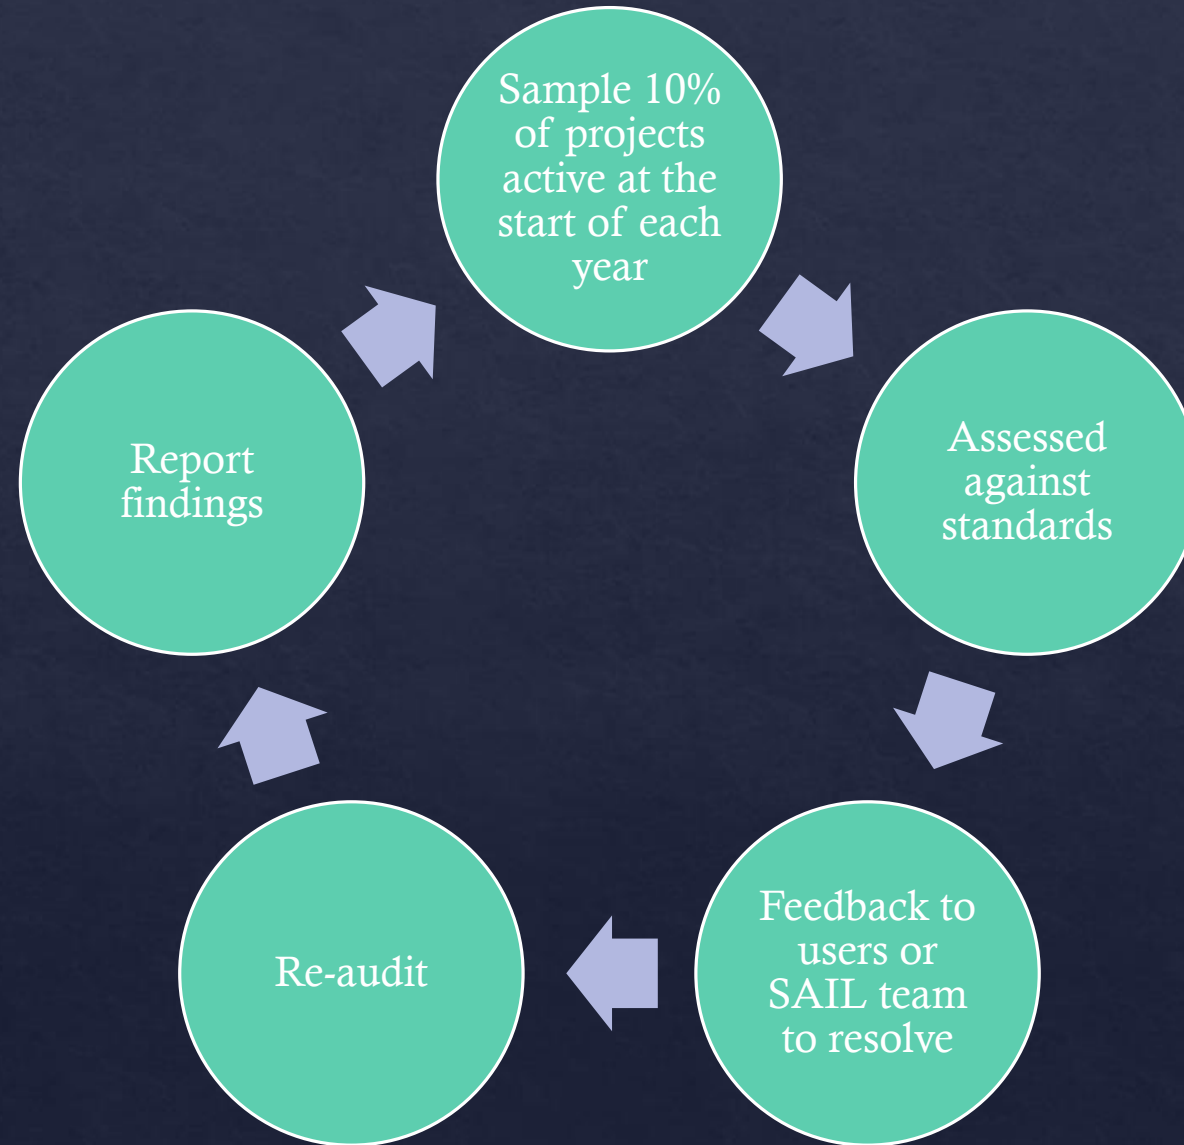 Sample 10%
of projects
active at the
start of each
year
Assessed
against
standards
Feedback to
users or
SAIL team
to resolve
Re-audit
Report
findings